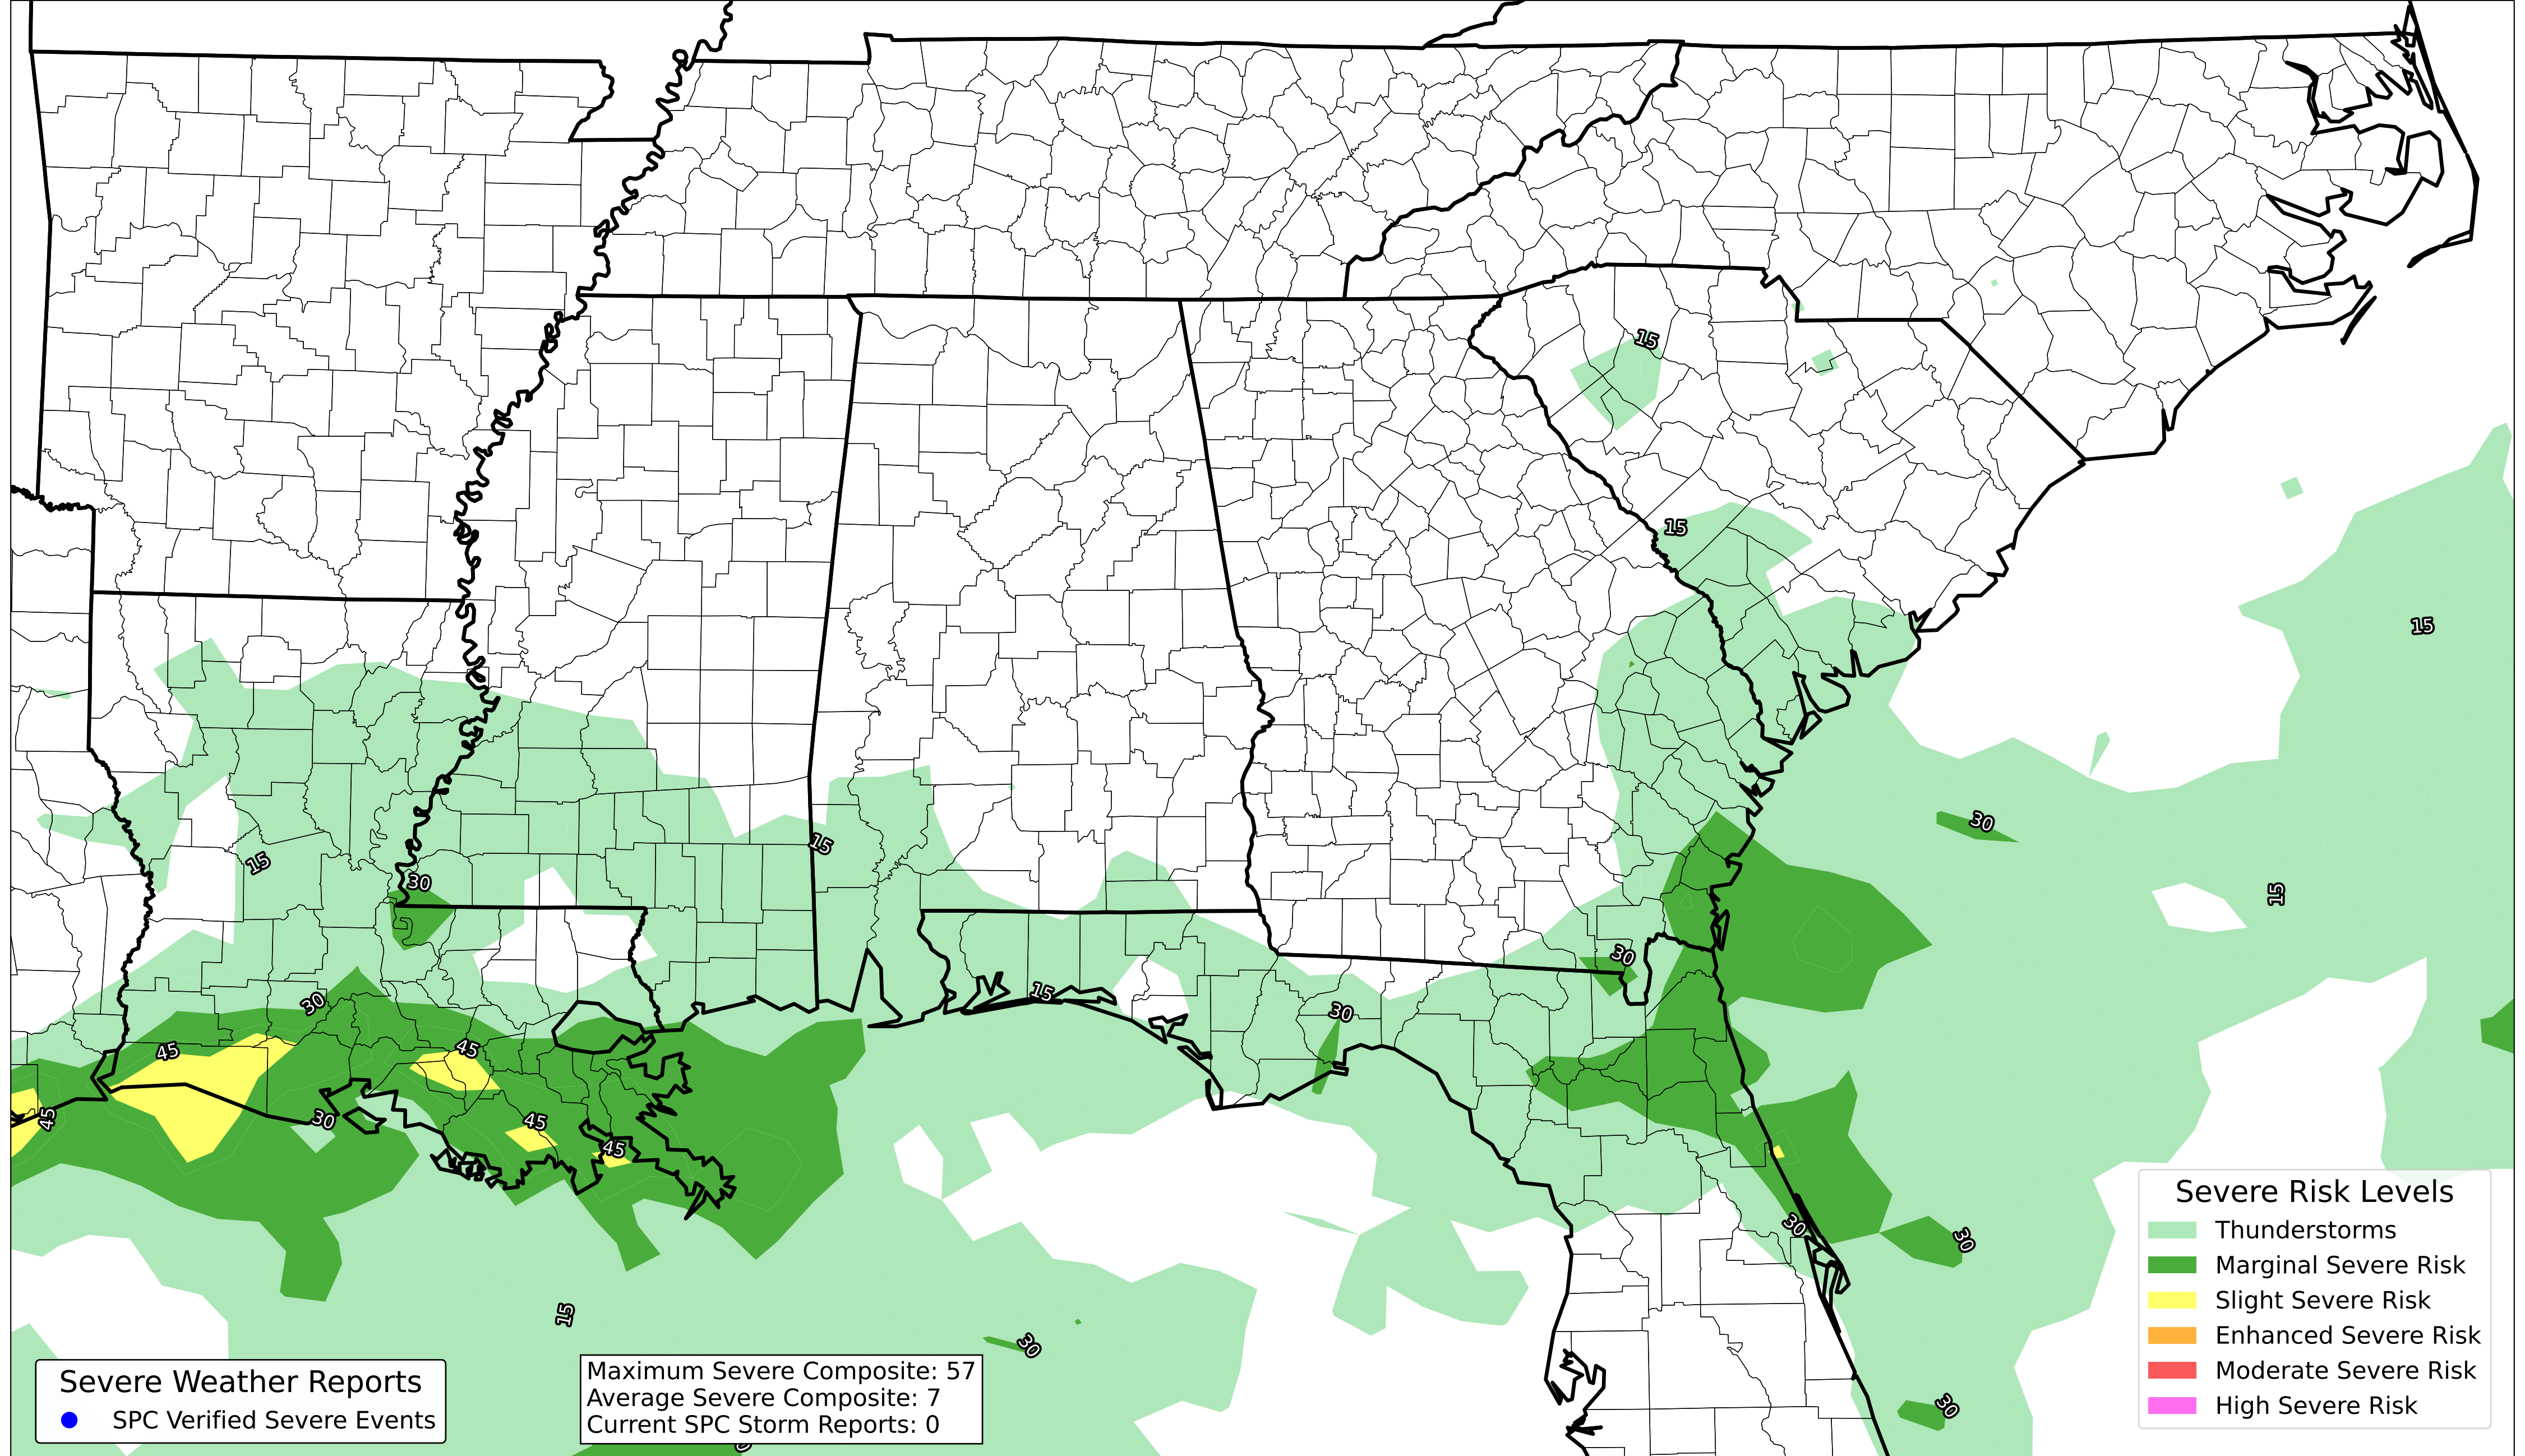 15
15
15
30
15
15
15
30
30
15
30
30
15
45
45
45
30
45
45
30
30
15
30
30
Severe Risk Levels
Thunderstorms
Marginal Severe Risk
Slight Severe Risk
Enhanced Severe Risk
Moderate Severe Risk
High Severe Risk
Severe Weather Reports
SPC Verified Severe Events
Maximum Severe Composite: 57
Average Severe Composite: 7
Current SPC Storm Reports: 0